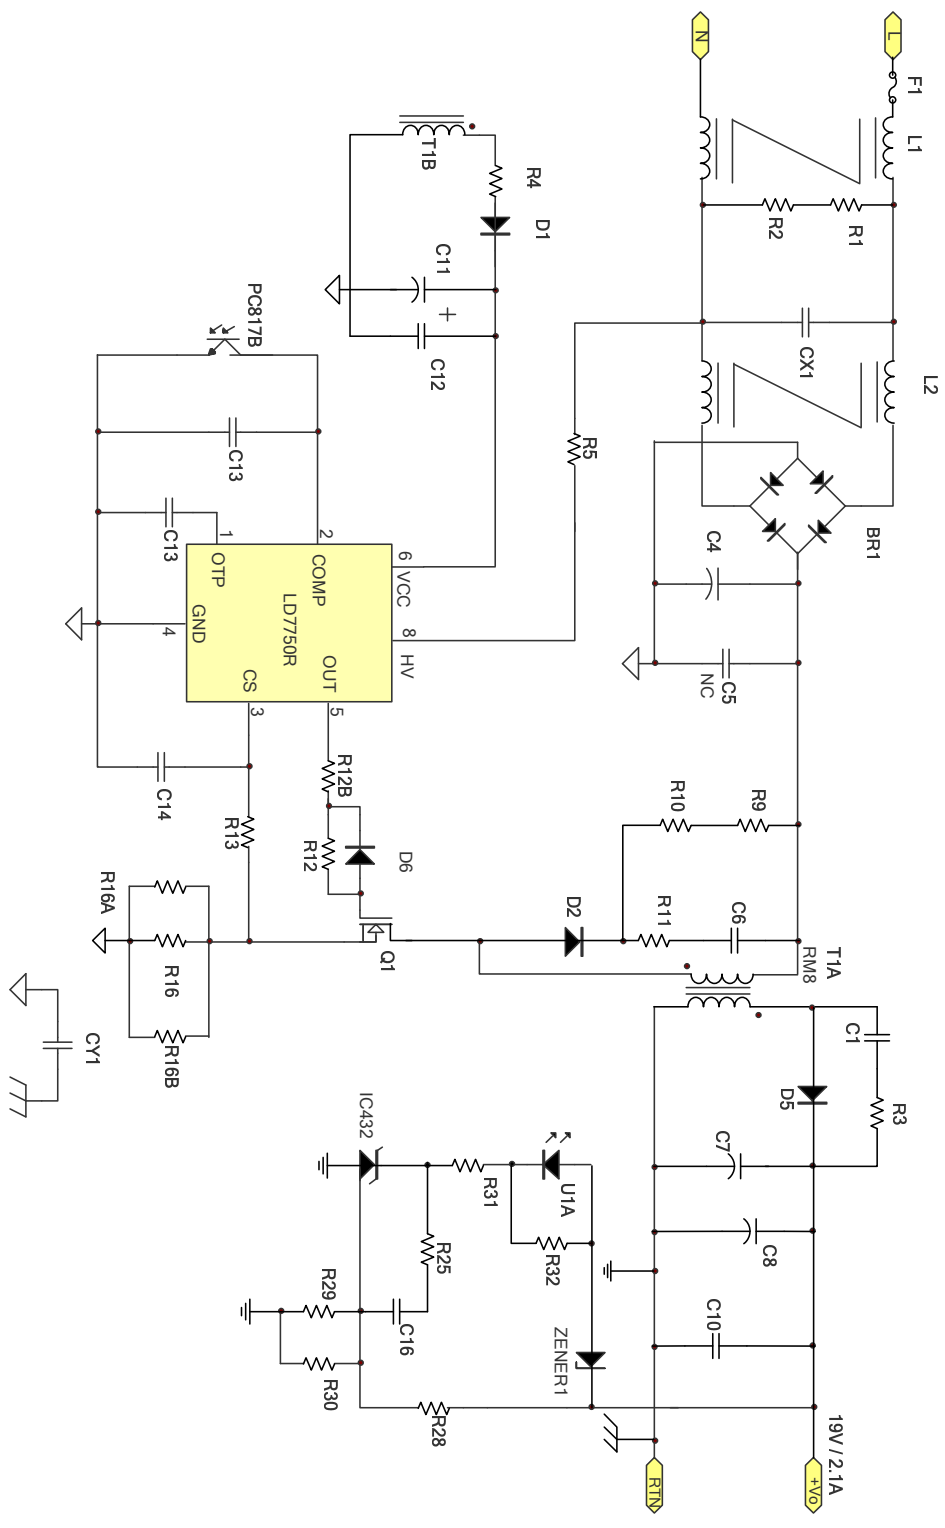 L
N
F1
L1
R1
R2
CX1
L2
BR1
C4
C5
NC
R5
T1B
R4
D1
C11
+
C12
PC817B
C13
C13
1
2
6
8
OTP
COMP
VCC
HV
LD7750R
GND
4
CS
3
OUT
5
C14
R13
R12B
R12
D6
Q1
R10
R9
R11
C6
D2
T1A
RM8
C1
R3
D5
C7
C8
C10
19V / 2.1A
+Vo
RTN
R16A
R16
R16B
CY1
IC432
R31
U1A
R32
R25
C16
R29
R30
R28
ZENER1